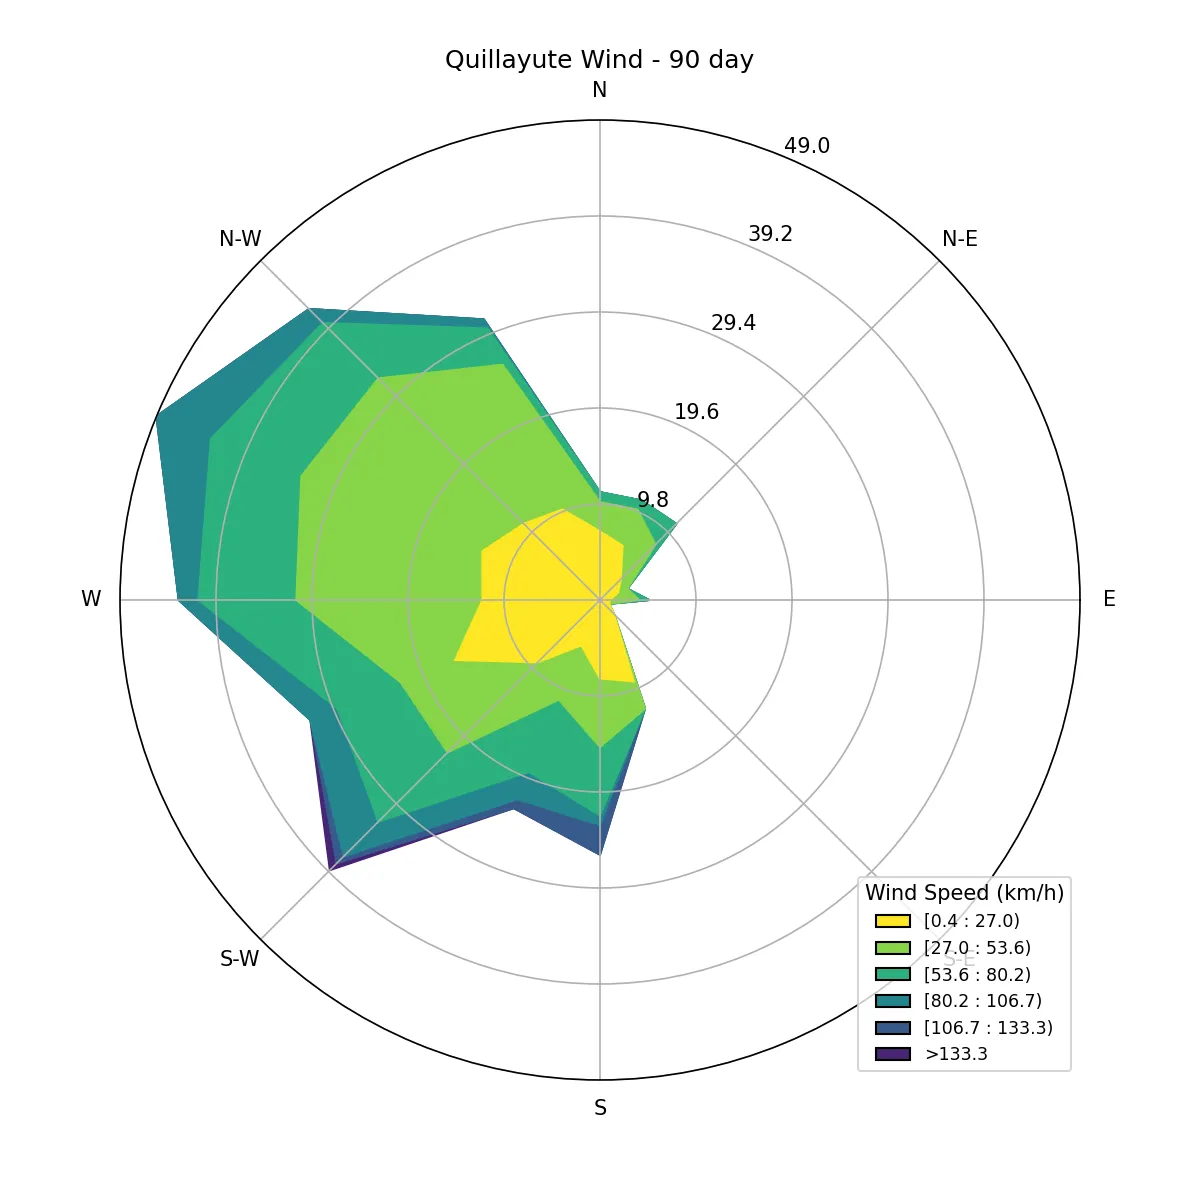 Quillayute Wind - 90 day
N
49.0
39.2
N-W
N-E
29.4
19.6
9.8
W
E
Wind Speed (km/h)
[0.4 : 27.0)
[27.0 : 53.6)
S-W
S-E
[53.6 : 80.2)
[80.2 : 106.7)
[106.7 : 133.3)
>133.3
S